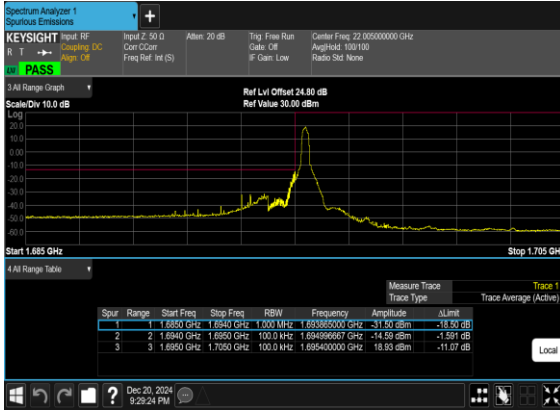 Spectrum Analyzer 1
Spurious Emissions
+
KEYSIGHT Input: RF Input Z: 50 Ω Atten: 20 dB Trig: Free Run Center Freq: 22.005000000 GHz
R T Coupling: DC Corr CCorr Gate: Off Avg|Hold: 100/100
Align: Off Freq Ref: Int (S) IF Gain: Low Radio Std: None
PASS
3 All Range Graph
Ref Lvl Offset 24.80 dB
Scale/Div 10.0 dB Ref Value 30.00 dBm
Log
20.0
10.0
0.00
-10.0
-20.0
-30.0
-40.0
-50.0
-60.0
Start 1.685 GHz Stop 1.705 GH
4 All Range Table
Measure Trace Trace 1
Trace Type Trace Average (Active)
Spur Range Start Freq Stop Freq RBW Frequency Amplitude ΔLimit
1 1 1.6850 GHz 1.6940 GHz 1.000 MHz 1.693865000 GHz -31.50 dBm -18.50 dB
2 2 1.6940 GHz 1.6950 GHz 100.0 kHz 1.694996667 GHz -14.59 dBm -1.591 dB
3 3 1.6950 GHz 1.7050 GHz 100.0 kHz 1.695400000 GHz 18.93 dBm -11.07 dB
Local
? Dec 20, 2024
9:29:24 PM